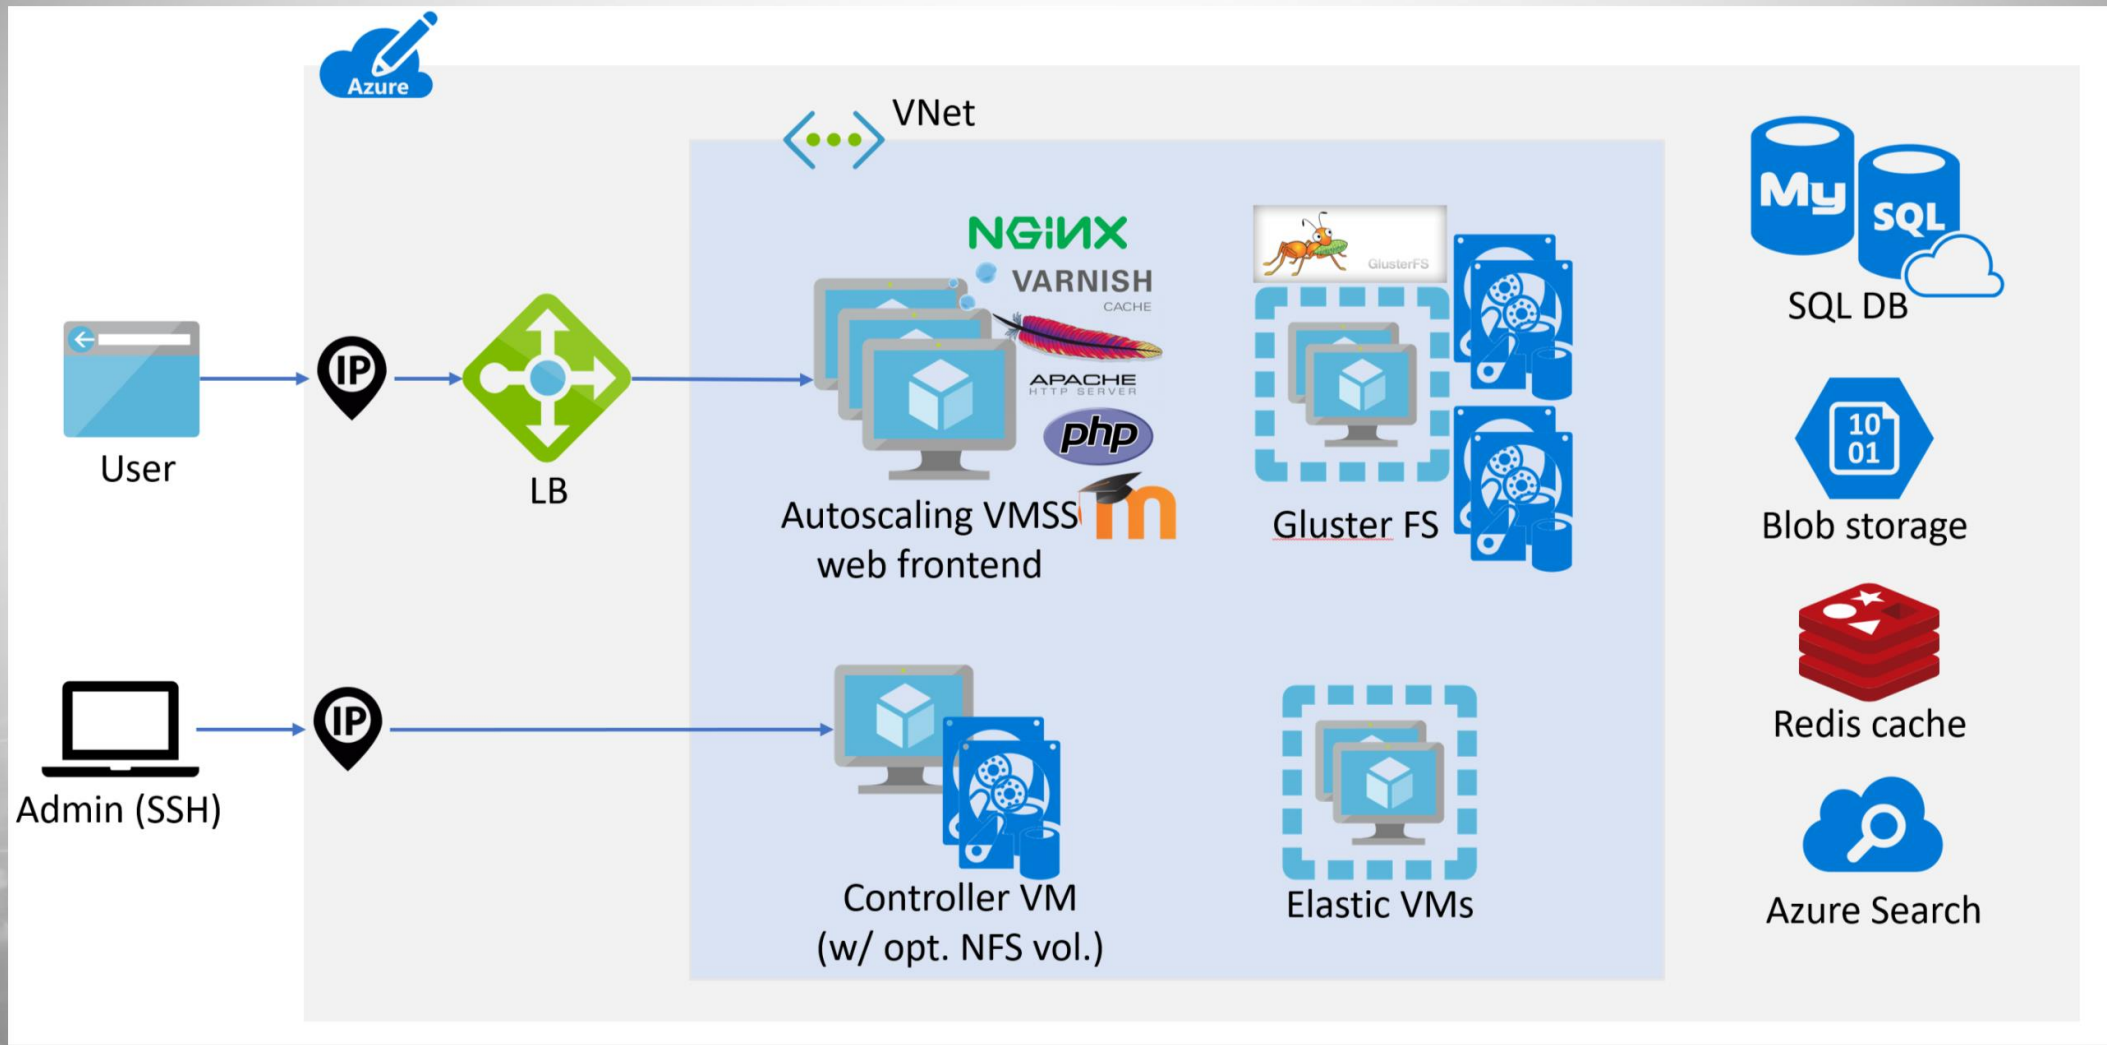 Azure
VNet
NGINX
VARNISH
CACHE
APACHE
HTTP SERVER
php
m
Autoscaling VMSS
web frontend
GlusterFS
Gluster FS
My
SQL
SQL DB
IP
User
LB
10
01
Blob storage
Redis cache
IP
Admin (SSH)
Controller VM
(w/ opt. NFS vol.)
Elastic VMs
Azure Search